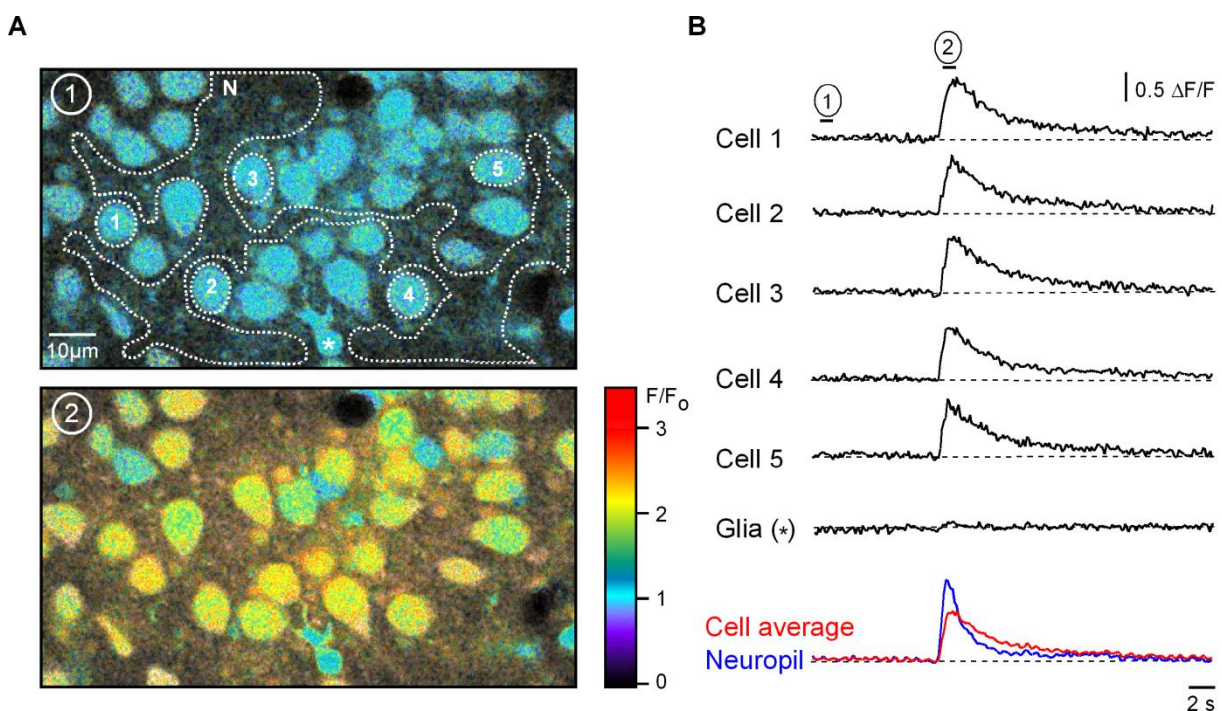 A
B
1
N
3
5
1
2
4
*
10µm
2
F/Fo
3
2
1
0
2
1
0.5 ΔF/F
Cell 1
Cell 2
Cell 3
Cell 4
Cell 5
Glia (*)
Cell average
Neuropil
2 s